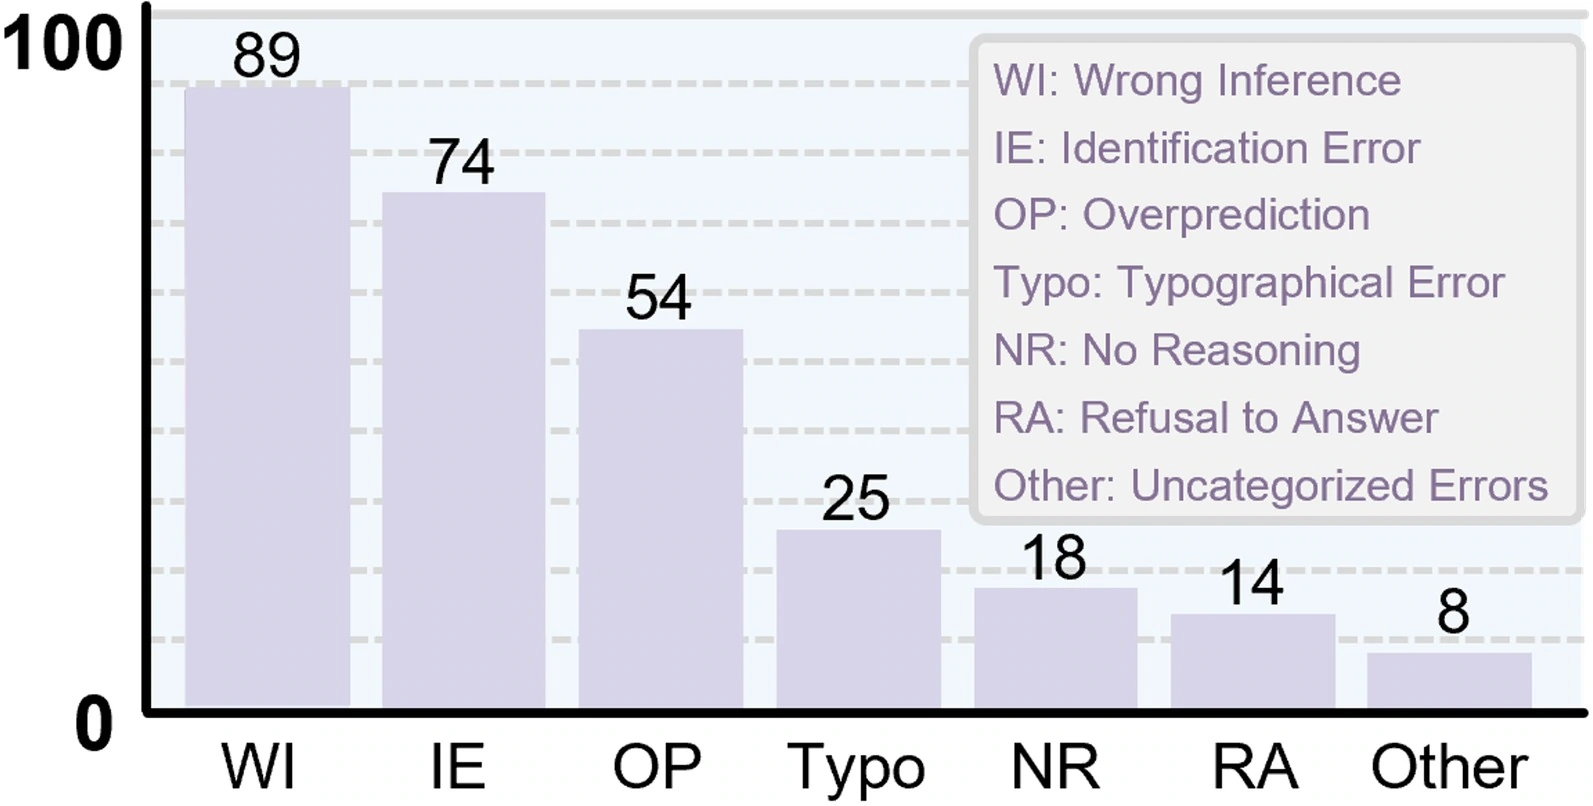 100
89
74
54
25
18
14
8
0
WI: Wrong Inference
IE: Identification Error
OP: Overprediction
Typo: Typographical Error
NR: No Reasoning
RA: Refusal to Answer
Other: Uncategorized Errors
WI IE OP Typo NR RA Other